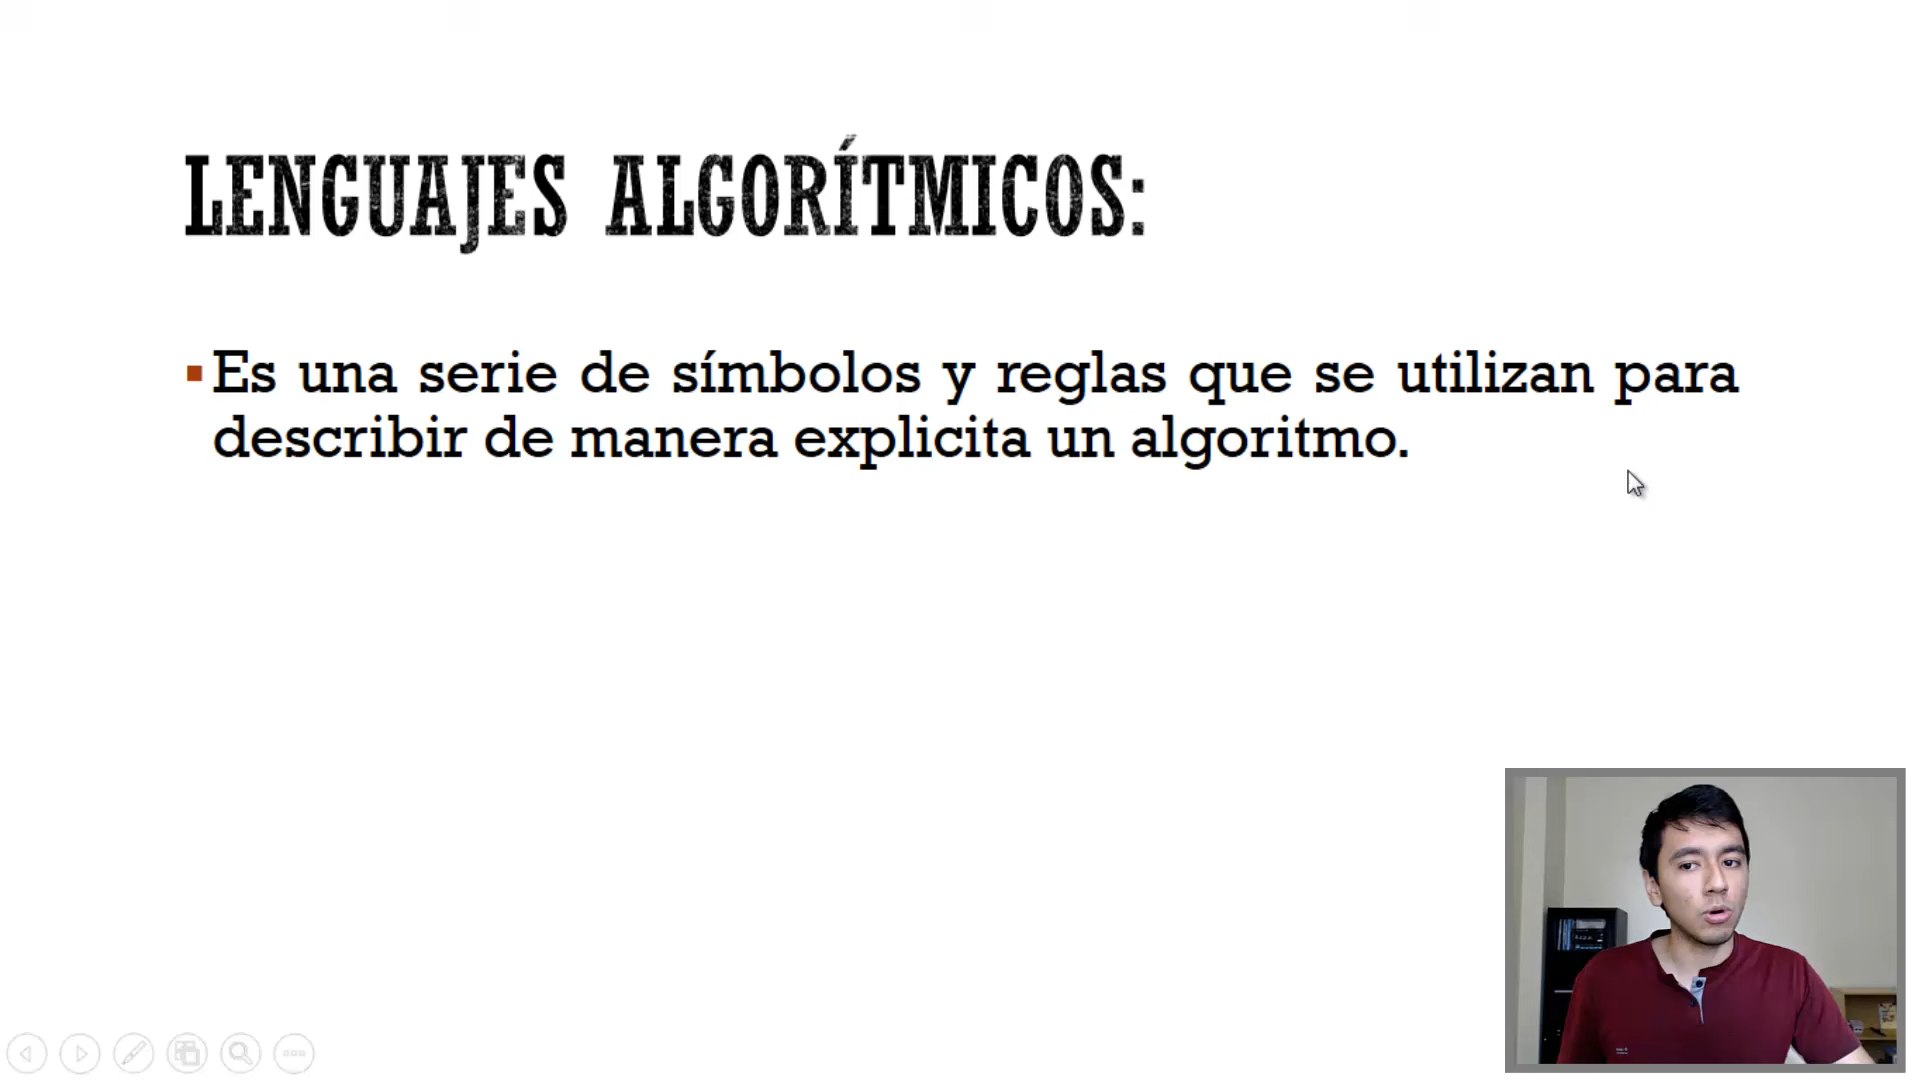 LENGUAJES ALGORÍTMICOS:
▪Es una serie de símbolos y reglas que se utilizan para
describir de manera explicita un algoritmo.